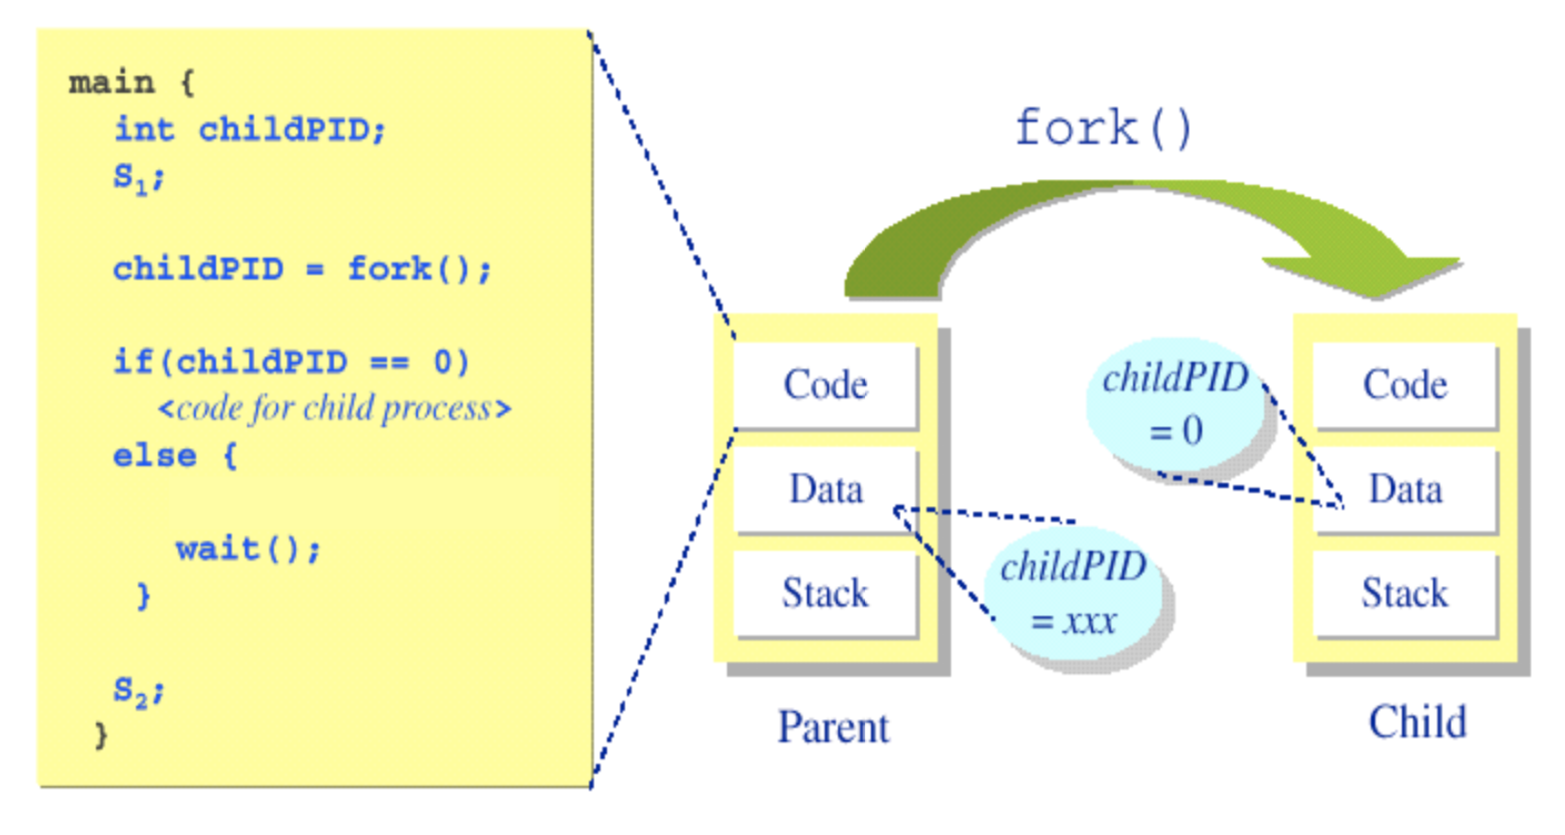 main {
int childPID;
S1;
childPID = fork();
if(childPID == 0)
<code for child process>
else {
wait();
}
S2;
}
fork()
Code
Data
Stack
Parent
childPID
= xxx
childPID
= 0
Code
Data
Stack
Child